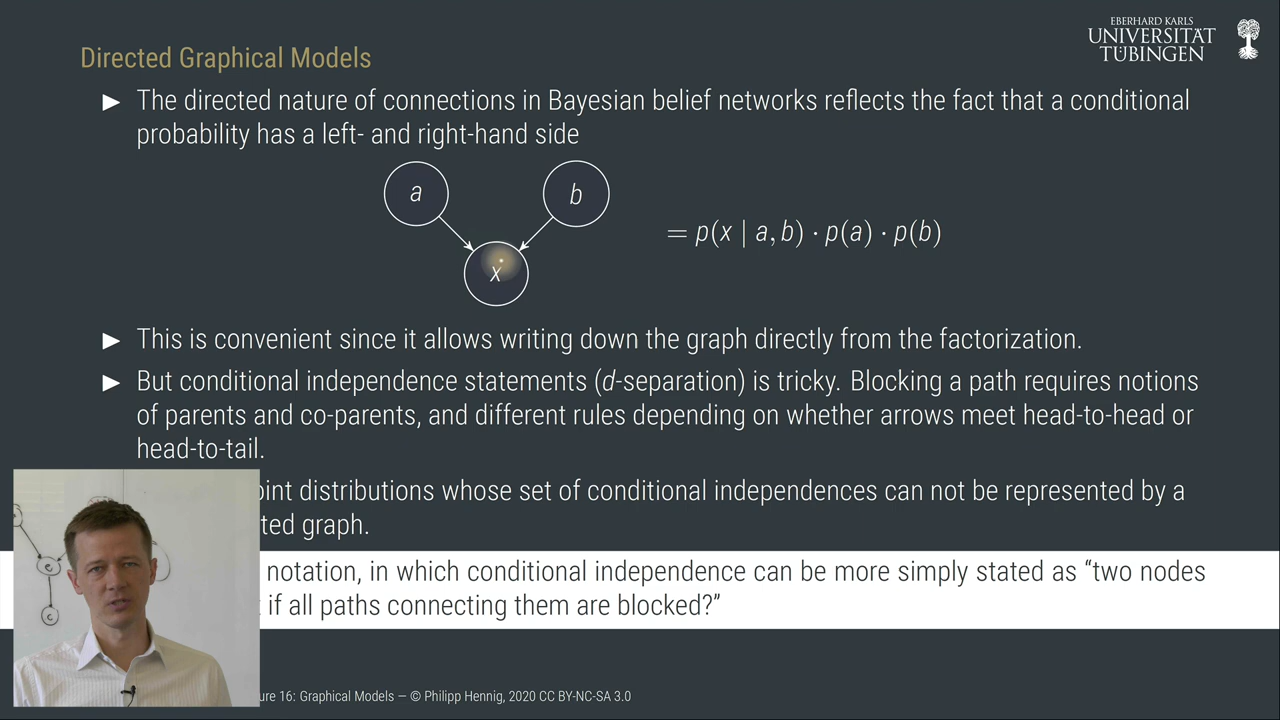 EBERHARD KARLS
UNIVERSITÄT
TÜBINGEN
Directed Graphical Models
▶ The directed nature of connections in Bayesian belief networks reflects the fact that a conditional
probability has a left- and right-hand side
a
b
x
= p(x | a, b) · p(a) · p(b)
▶ This is convenient since it allows writing down the graph directly from the factorization.
▶ But conditional independence statements (d-separation) is tricky. Blocking a path requires notions
of parents and co-parents, and different rules depending on whether arrows meet head-to-head or
head-to-tail.
distributions whose set of conditional independences can not be represented by a
graph.
notation, in which conditional independence can be more simply stated as “two nodes
if all paths connecting them are blocked?”
c
c
16: Graphical Models — © Philipp Hennig, 2020 CC BY-NC-SA 3.0